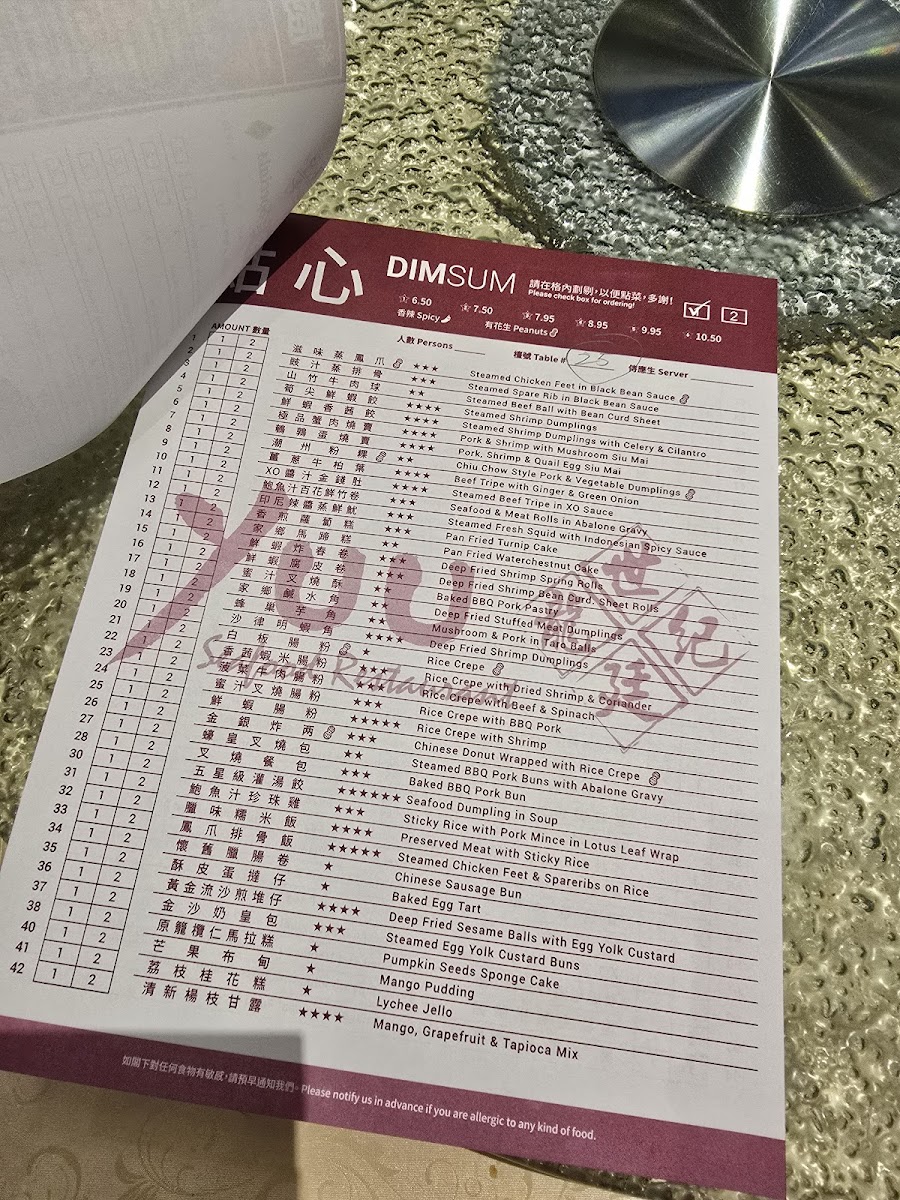 點心 DIMSUM 請在格內劃剔,以便點菜,多謝!
Please check box for ordering!
1 2
6.50 7.50 7.95 8.95 9.95 10.50
香辣 Spicy 有花生 Peanuts
AMOUNT 數量 人數 Persons 檯號 Table # 25 傳應生 Server
滋味蒸鳳爪 ★★★ Steamed Chicken Feet in Black Bean Sauce
豉汁蒸排骨 ★★★ Steamed Spare Rib in Black Bean Sauce
山竹牛肉球 ★★ Steamed Beef Ball with Bean Curd Sheet
筍尖鮮蝦餃 ★★★★ Steamed Shrimp Dumplings
鮮蝦香茜餃 ★★★★ Steamed Shrimp Dumplings with Celery & Cilantro
極品蟹肉燒賣 ★★★★ Pork & Shrimp with Mushroom Siu Mai
鵪鶉蛋燒賣 ★★★★ Pork, Shrimp & Quail Egg Siu Mai
潮州粉粿 ★★ Chiu Chow Style Pork & Vegetable Dumplings
薑蔥牛柏葉 Beef Tripe with Ginger & Green Onion
XO醬汁金錢肚 ★★★★ Steamed Beef Tripe in XO Sauce
鮑魚汁百花鮮竹卷 ★★★★ Seafood & Meat Rolls in Abalone Gravy
印尼辣醬蒸鮮魷 ★★★ Steamed Fresh Squid with Indonesian Spicy Sauce
香煎蘿蔔糕 Pan Fried Turnip Cake
家鄉馬蹄糕 Pan Fried Waterchestnut Cake
鮮蝦炸春卷 Deep Fried Shrimp Spring Rolls
鮮蝦腐皮卷 ★★★ Deep Fried Shrimp Bean Curd. Sheet Rolls
蜜汁叉燒酥 Baked BBQ Pork Pastry
家鄉鹹水角 Deep Fried Stuffed Meat Dumplings
蜂巢芋角 Mushroom & Pork in Taro Balls
沙律明蝦角 ★★★★ Deep Fried Shrimp Dumplings
白板腸粉 ★ Rice Crepe
香茜蝦米腸粉 Rice Crepe with Dried Shrimp & Coriander
菠菜牛肉腸粉 Rice Crepe with Beef & Spinach
蜜汁叉燒腸粉 ★★★ Rice Crepe with BBQ Pork
鮮蝦腸粉 ★★★★★ Rice Crepe with Shrimp
金銀炸兩 ★★★ Chinese Donut Wrapped with Rice Crepe
蠔皇叉燒包 ★★ Steamed BBQ Pork Buns with Abalone Gravy
叉燒餐包 ★★★ Baked BBQ Pork Bun
五星級灌湯餃 ★★★★★★ Seafood Dumpling in Soup
鮑魚汁珍珠雞 ★★★ Sticky Rice with Pork Mince in Lotus Leaf Wrap
臘味糯米飯 ★★★★ Preserved Meat with Sticky Rice
鳳爪排骨飯 ★★★★★ Steamed Chicken Feet & Spareribs on Rice
懷舊臘腸卷 ★ Chinese Sausage Bun
酥皮蛋撻仔 ★ Baked Egg Tart
黃金流沙煎堆仔 ★★★★ Deep Fried Sesame Balls with Egg Yolk Custard
金沙奶皇包 ★★★ Steamed Egg Yolk Custard Buns
原籠欖仁馬拉糕 ★ Pumpkin Seeds Sponge Cake
芒果布甸 ★ Mango Pudding
荔枝桂花糕 ★ Lychee Jello
清新楊枝甘露 ★★★★ Mango, Grapefruit & Tapioca Mix
You
Seafood Restaurant
世紀
如閣下對任何食物有敏感,請預早通知我們。Please notify us in advance if you are allergic to any kind of food.